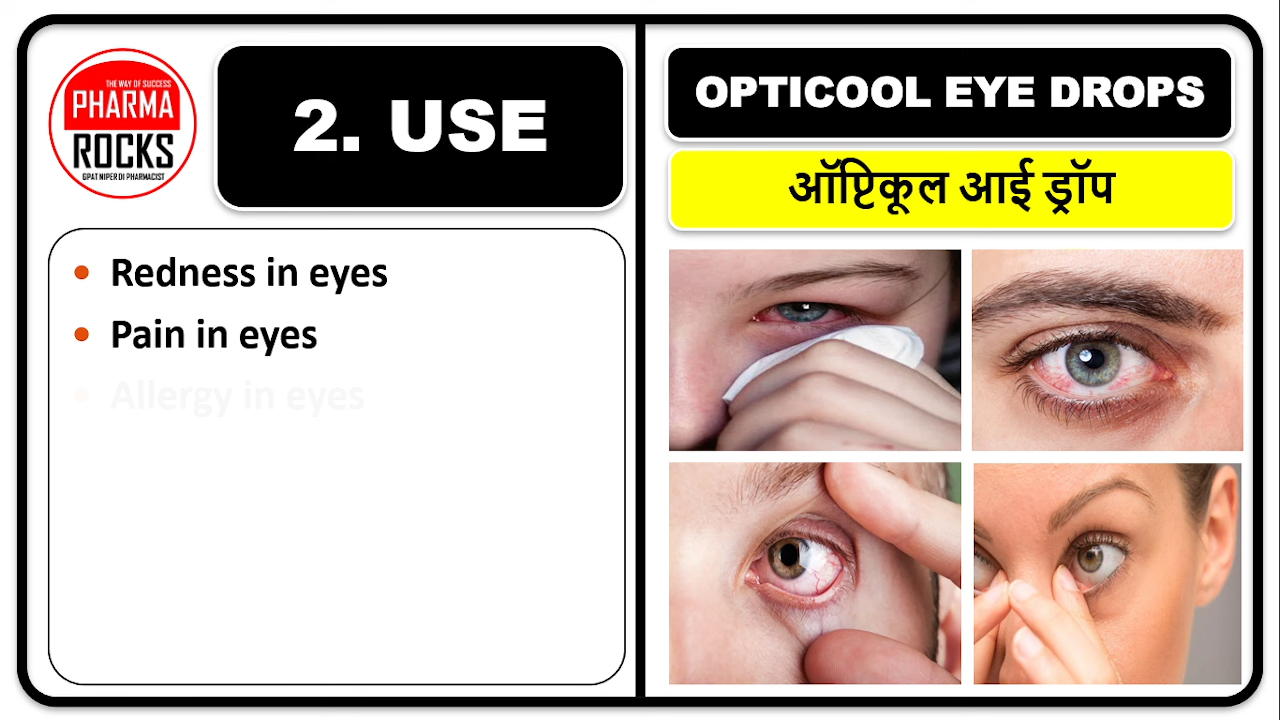 THE WAY OF SUCCESS
PHARMA
ROCKS
GPAT NIPER DI PHARMACIST
2. USE
• Redness in eyes
• Pain in eyes
• Allergy in eyes
OPTICOOL EYE DROPS
ऑप्टिकूल आई ड्रॉप